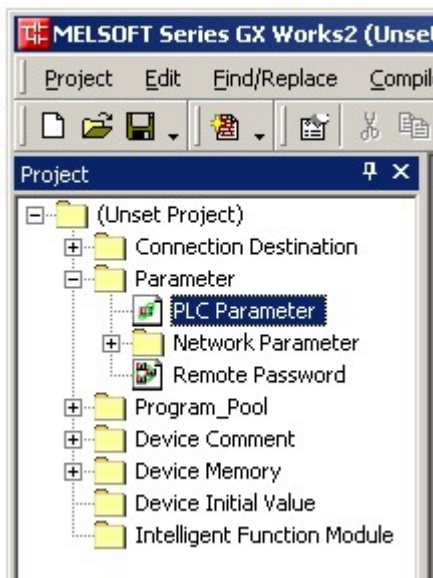 MELSOFT Series GX Works2 (Unset
Project Edit Find/Replace Compil
Project
(Unset Project)
Connection Destination
Parameter
PLC Parameter
Network Parameter
Remote Password
Program_Pool
Device Comment
Device Memory
Device Initial Value
Intelligent Function Module